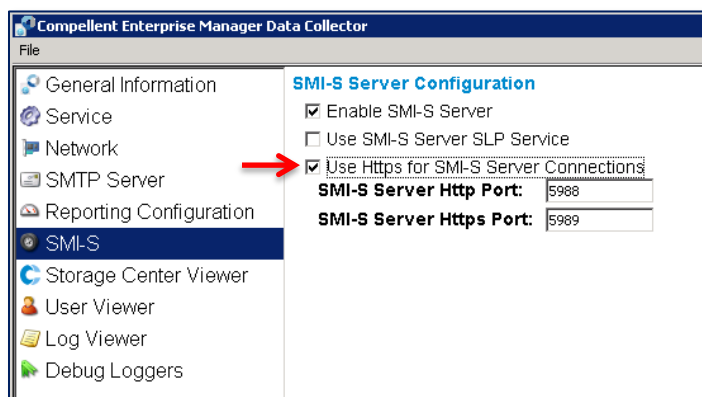 Compellent Enterprise Manager Data Collector
File
General Information
Service
Network
SMTP Server
Reporting Configuration
SMI-S
Storage Center Viewer
User Viewer
Log Viewer
Debug Loggers
SMI-S Server Configuration
Enable SMI-S Server
Use SMI-S Server SLP Service
Use Https for SMI-S Server Connections
SMI-S Server Http Port: 5988
SMI-S Server Https Port: 5989